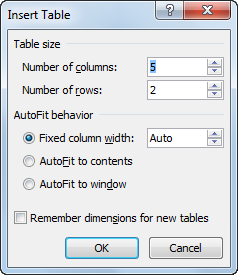 Insert Table
Table size
Number of columns: 5
Number of rows: 2
AutoFit behavior
Fixed column width: Auto
AutoFit to contents
AutoFit to window
Remember dimensions for new tables
OK Cancel